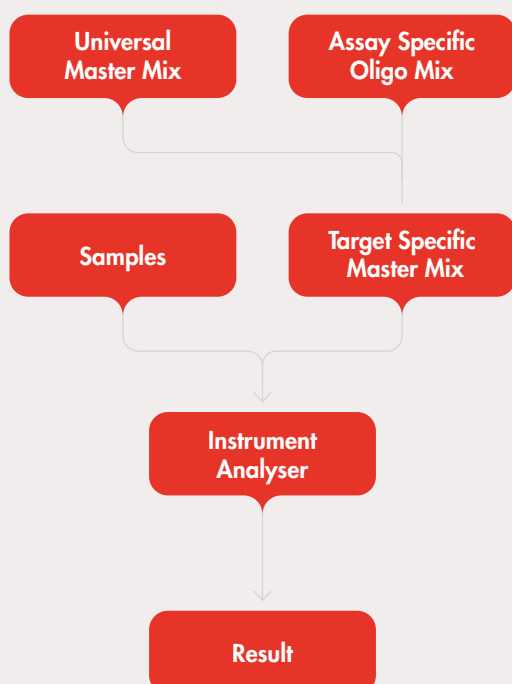 Universal
Master Mix
Assay Specific
Oligo Mix
Samples
Target Specific
Master Mix
Instrument
Analyser
Result